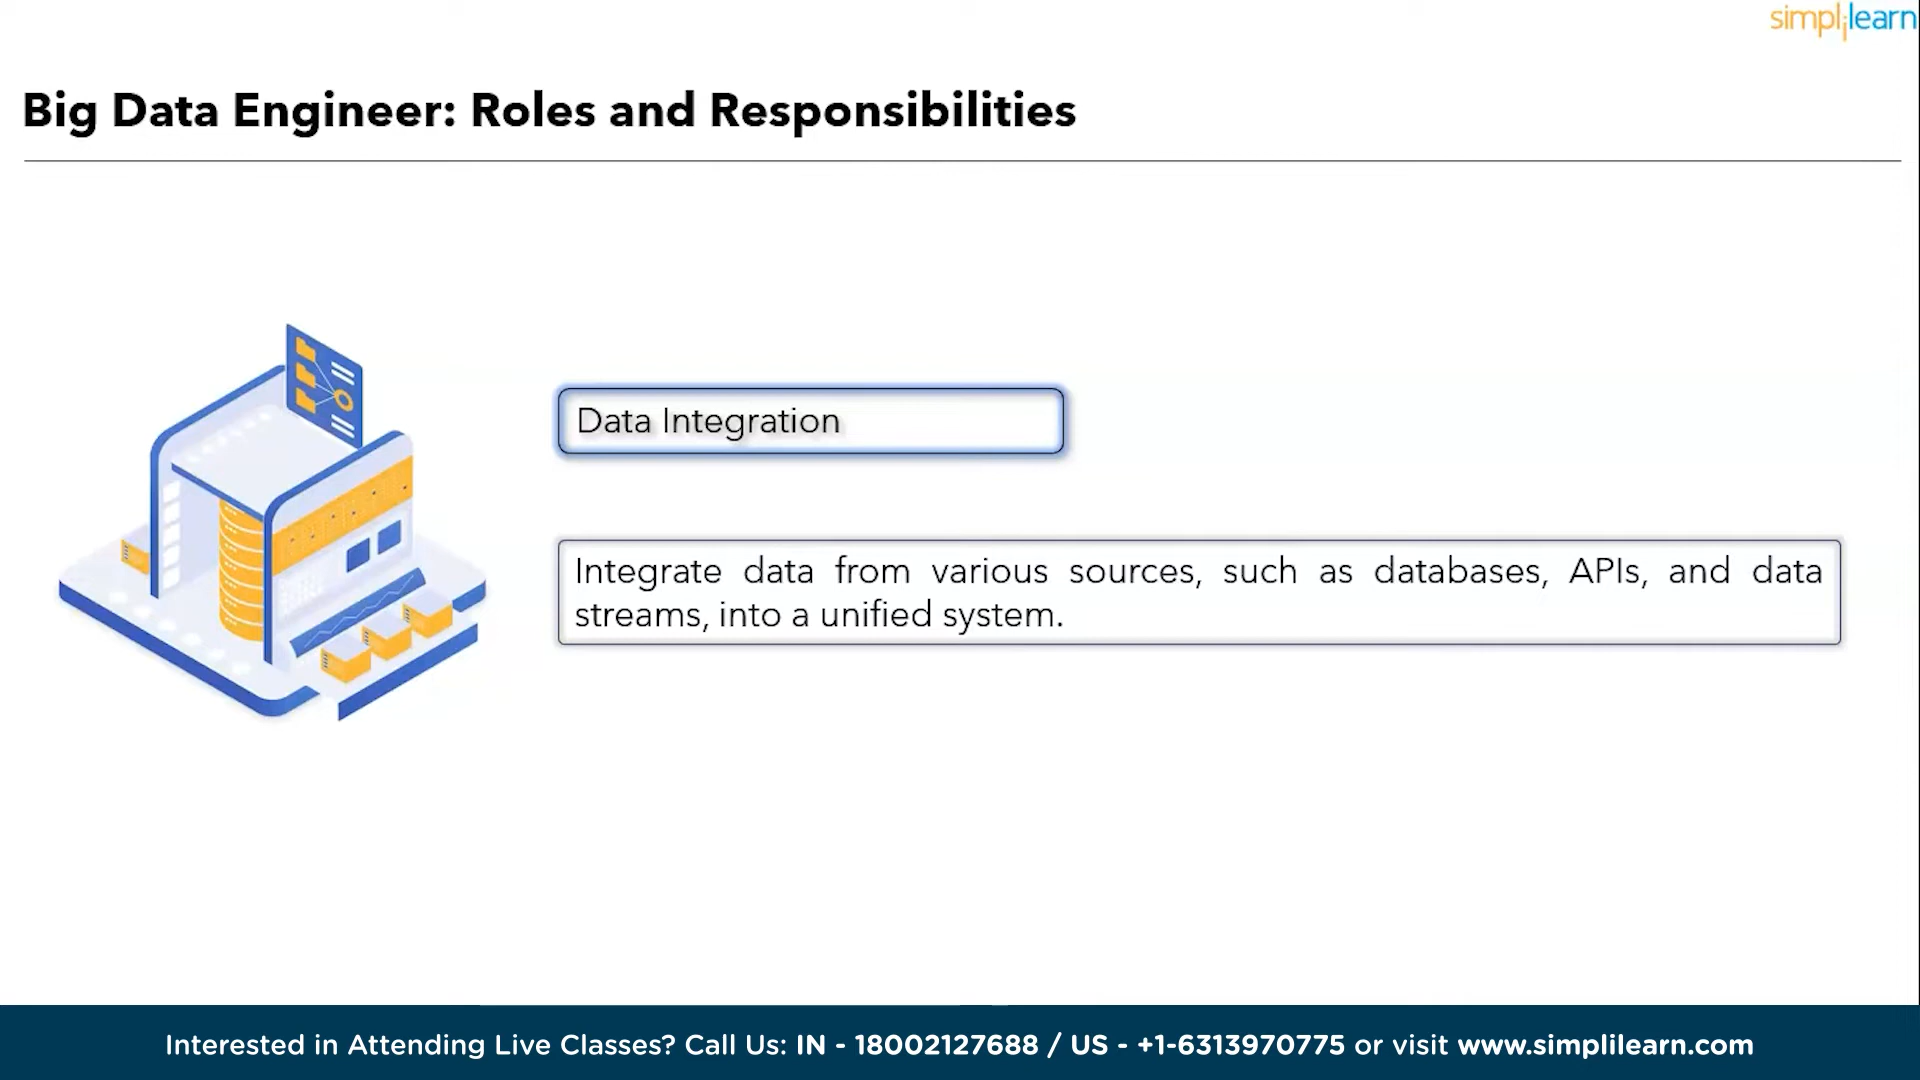 simplilearn
Big Data Engineer: Roles and Responsibilities
Data Integration
Integrate data from various sources, such as databases, APIs, and data
streams, into a unified system.
Interested in Attending Live Classes? Call Us: IN - 18002127688 / US - +1-6313970775 or visit www.simplilearn.com